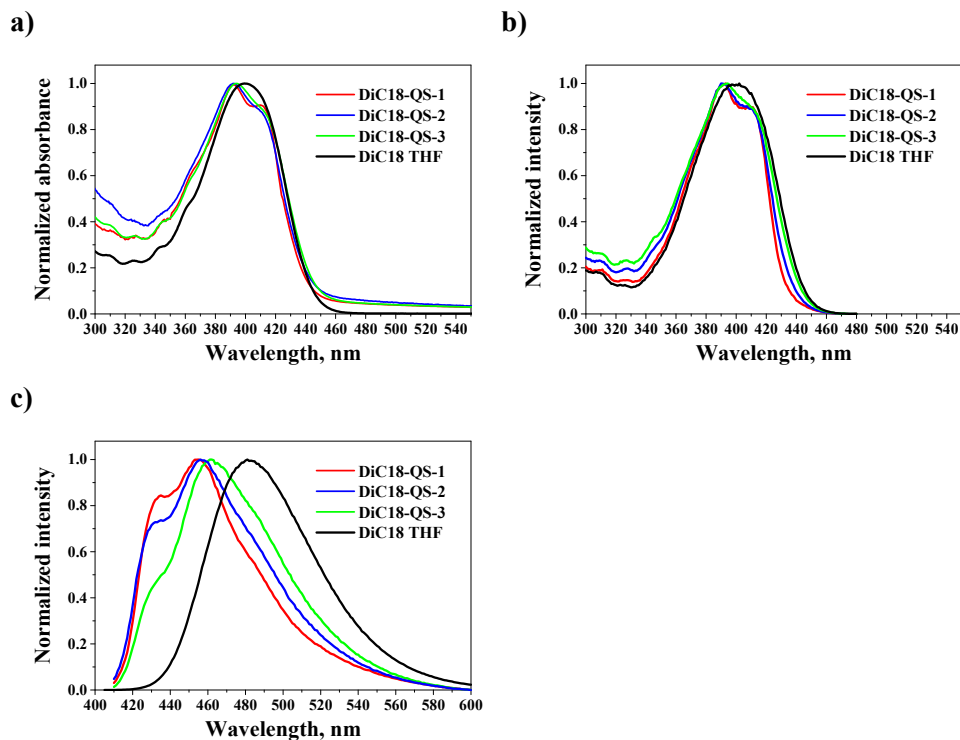 a)
Normalized absorbance
1.0
0.8
0.6
0.4
0.2
0.0
DiC18-QS-1
DiC18-QS-2
DiC18-QS-3
DiC18 THF
300 320 340 360 380 400 420 440 460 480 500 520 540
Wavelength, nm
b)
Normalized intensity
1.0
0.8
0.6
0.4
0.2
0.0
DiC18-QS-1
DiC18-QS-2
DiC18-QS-3
DiC18 THF
300 320 340 360 380 400 420 440 460 480 500 520 540
Wavelength, nm
c)
Normalized intensity
1.0
0.8
0.6
0.4
0.2
0.0
DiC18-QS-1
DiC18-QS-2
DiC18-QS-3
DiC18 THF
400 420 440 460 480 500 520 540 560 580 600
Wavelength, nm